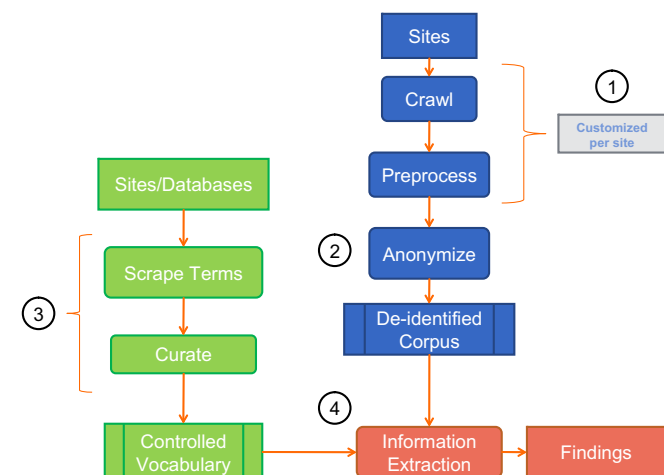 Sites
Crawl
1
Customized
per site
Preprocess
Sites/Databases
2
Anonymize
Scrape Terms
3
De-identified
Corpus
Curate
4
Controlled
Vocabulary
Information
Extraction
Findings